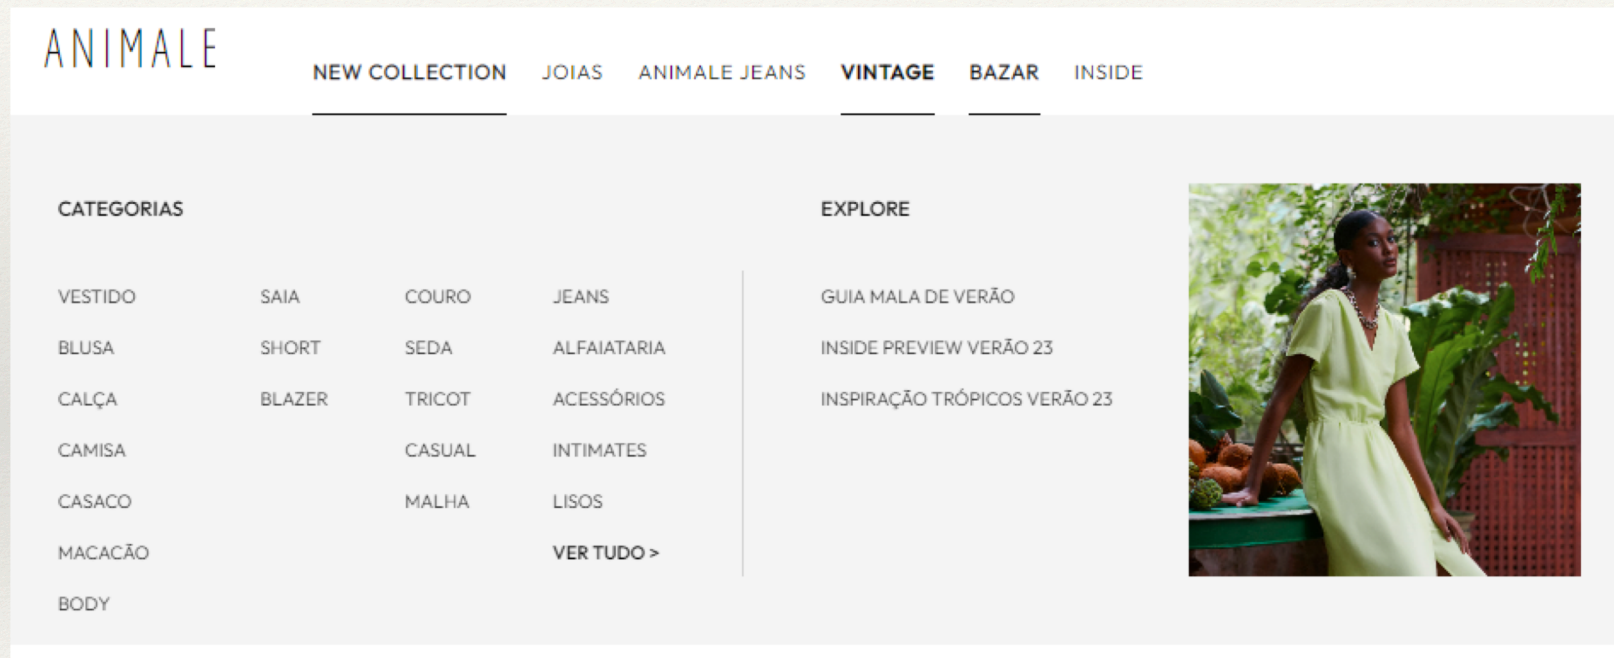 ANIMALE
NEW COLLECTION JOIAS ANIMALE JEANS VINTAGE BAZAR INSIDE
CATEGORIAS
VESTIDO
BLUSA
CALÇA
CAMISA
CASACO
MACACÃO
BODY
SAIA
SHORT
BLAZER
COURO
SEDA
TRICOT
CASUAL
MALHA
JEANS
ALFAIATARIA
ACESSÓRIOS
INTIMATES
LISOS
VER TUDO >
EXPLORE
GUIA MALA DE VERÃO
INSIDE PREVIEW VERÃO 23
INSPIRAÇÃO TRÓPICOS VERÃO 23